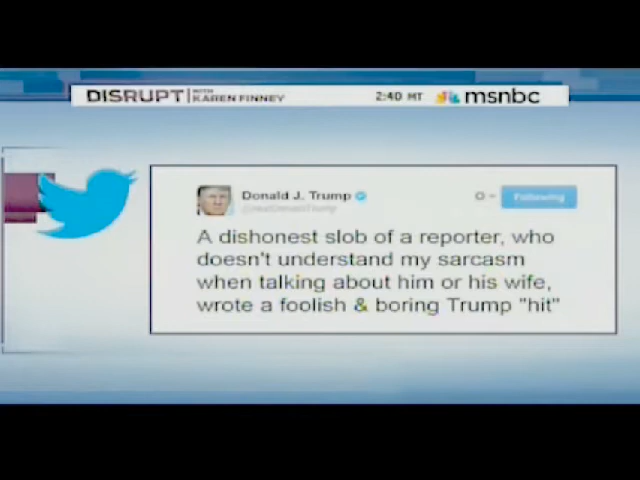 DISRUPT WITH KAREN FINNEY 2:40 MT msnbc
Donald J. Trump Following
@realDonaldTrump
A dishonest slob of a reporter, who
doesn't understand my sarcasm
when talking about him or his wife,
wrote a foolish & boring Trump "hit"